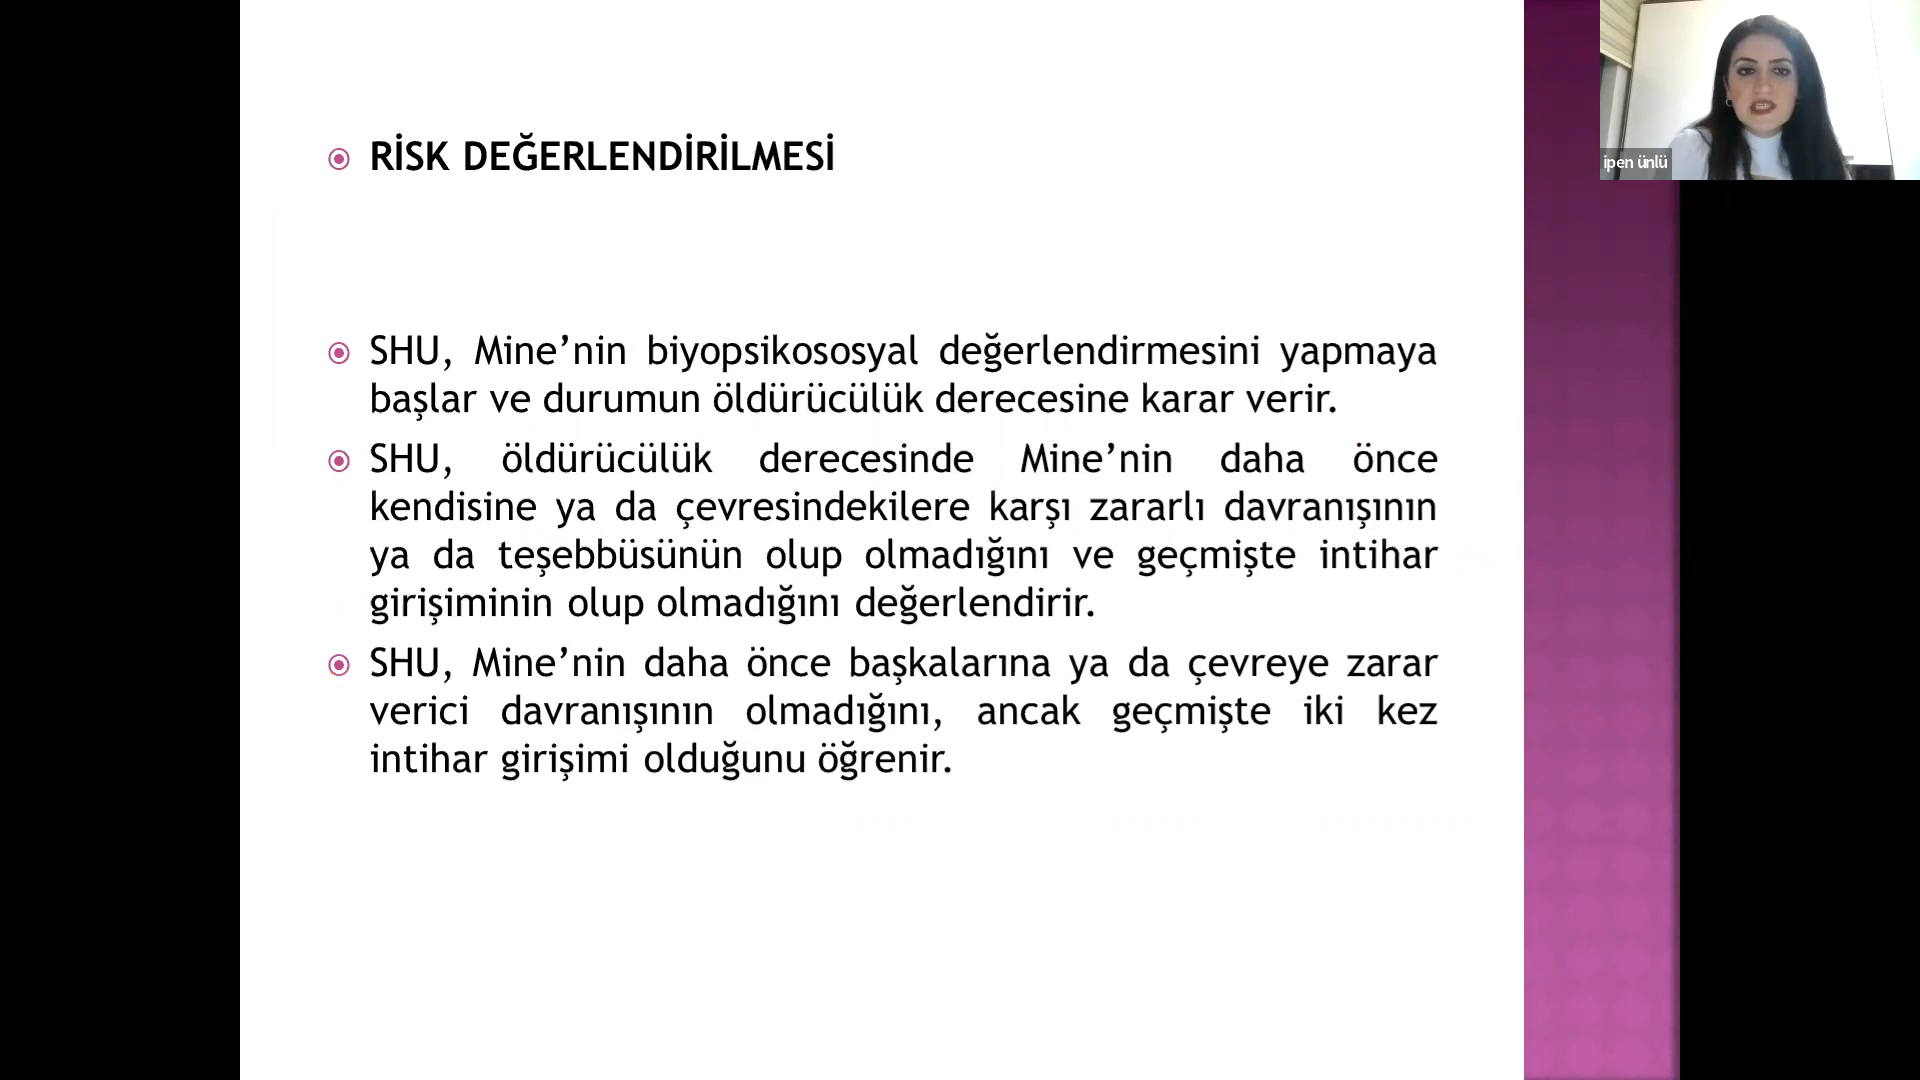 RİSK DEĞERLENDİRİLMESİ
SHU, Mine’nin biyopsikososyal değerlendirmesini yapmaya
başlar ve durumun öldürücülük derecesine karar verir.
SHU, öldürücülük derecesinde Mine’nin daha önce
kendisine ya da çevresindekilere karşı zararlı davranışının
ya da teşebbüsünün olup olmadığını ve geçmişte intihar
girişiminin olup olmadığını değerlendirir.
SHU, Mine’nin daha önce başkalarına ya da çevreye zarar
verici davranışının olmadığını, ancak geçmişte iki kez
intihar girişimi olduğunu öğrenir.
ipen ünlü